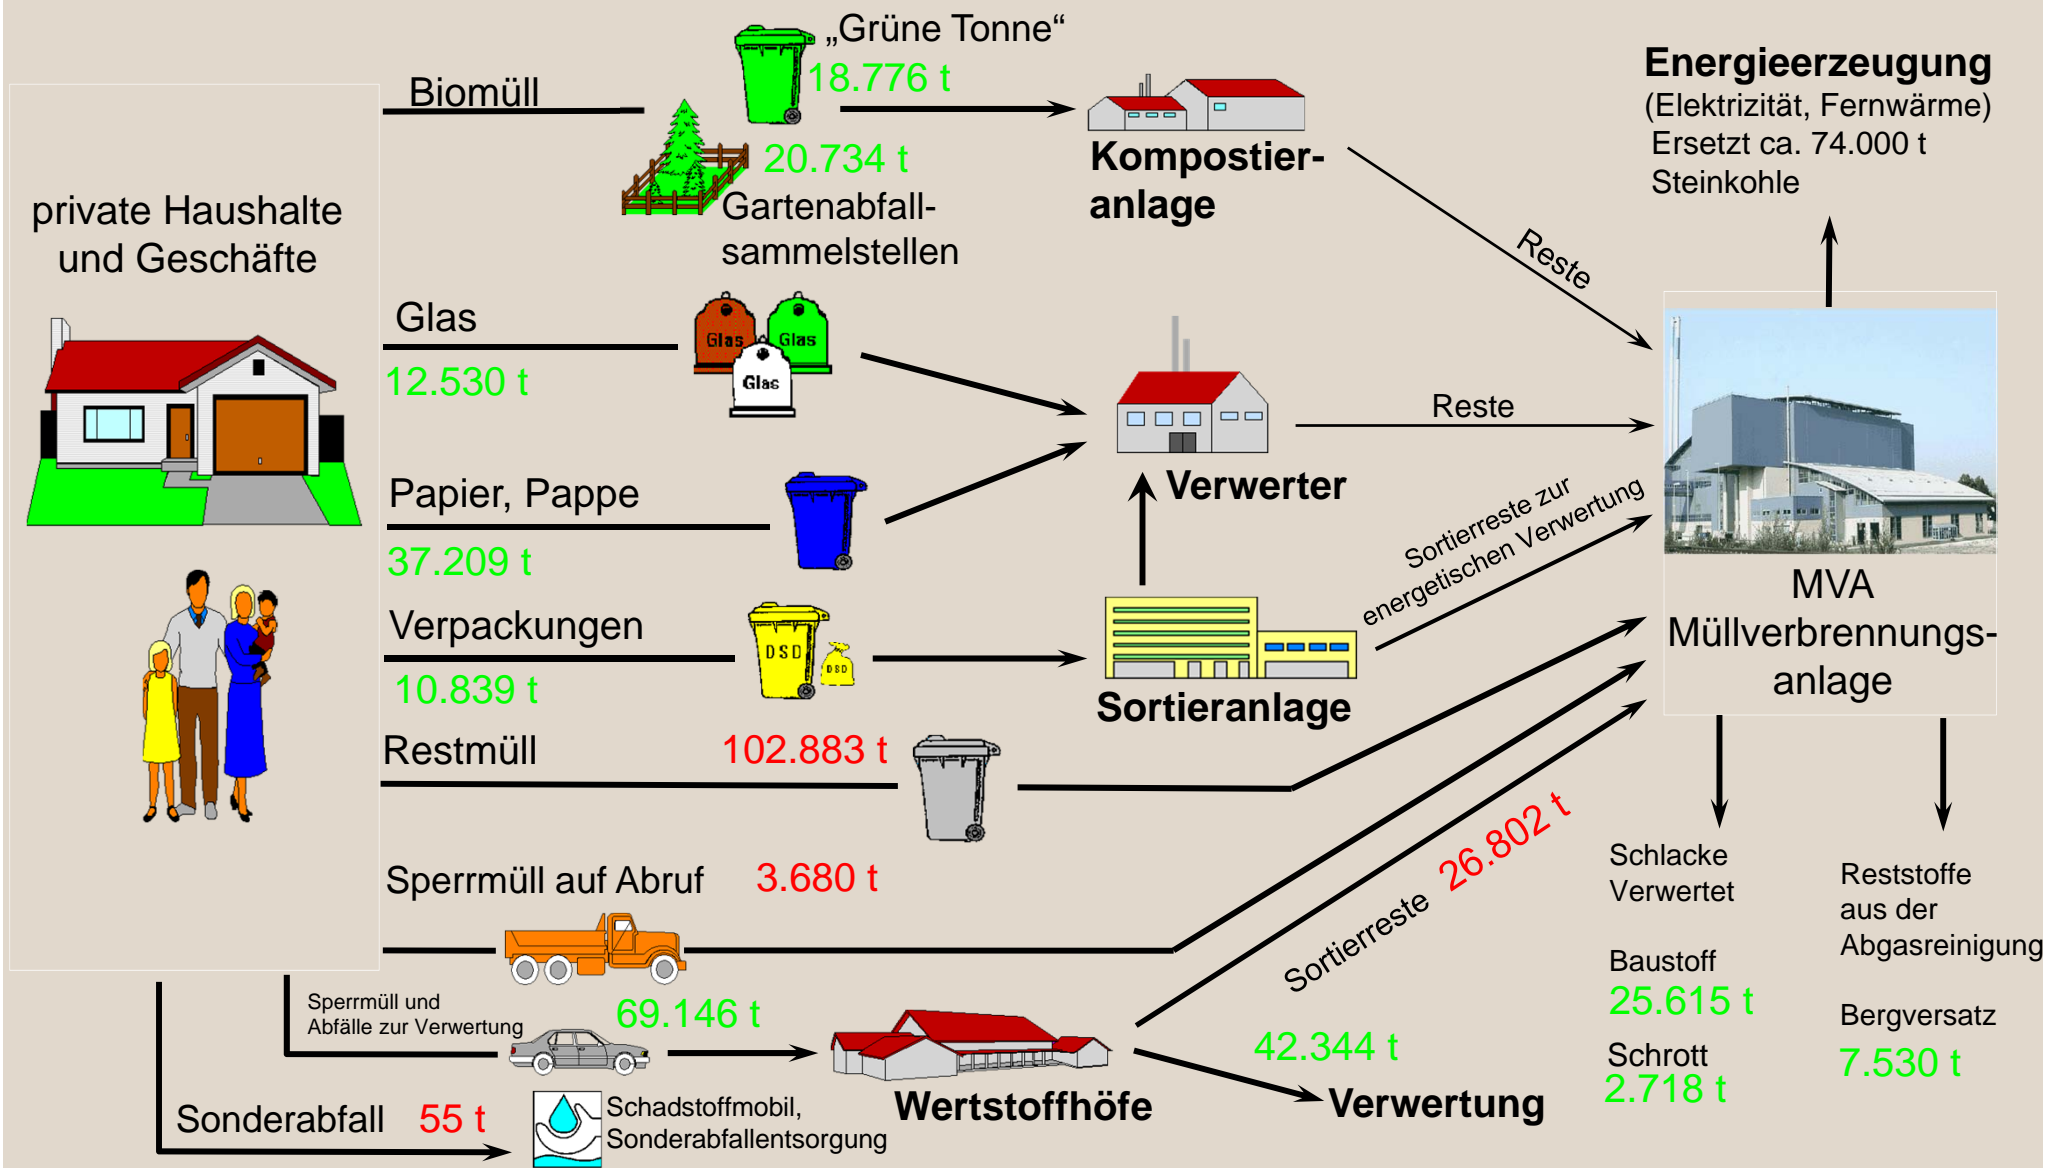 „Grüne Tonne“
18.776 t
Biomüll
20.734 t
Gartenabfall-
sammelstellen
Kompostier-
anlage
Energieerzeugung
(Elektrizität, Fernwärme)
Ersetzt ca. 74.000 t
Steinkohle
private Haushalte
und Geschäfte
Reste
Glas
12.530 t
Glas
Glas
Glas
Reste
Verwerter
Papier, Pappe
37.209 t
Sortierreste zur
energetischen Verwertung
MVA
Müllverbrennungs-
anlage
Verpackungen
10.839 t
DSD
DSD
Sortieranlage
Restmüll
102.883 t
Sperrmüll auf Abruf
3.680 t
Sortierreste 26.802 t
Schlacke
Verwertet
Baustoff
25.615 t
Schrott
2.718 t
Reststoffe
aus der
Abgasreinigung
Bergversatz
7.530 t
Sperrmüll und
Abfälle zur Verwertung
69.146 t
Wertstoffhöfe
42.344 t
Verwertung
Sonderabfall
55 t
Schadstoffmobil,
Sonderabfallentsorgung